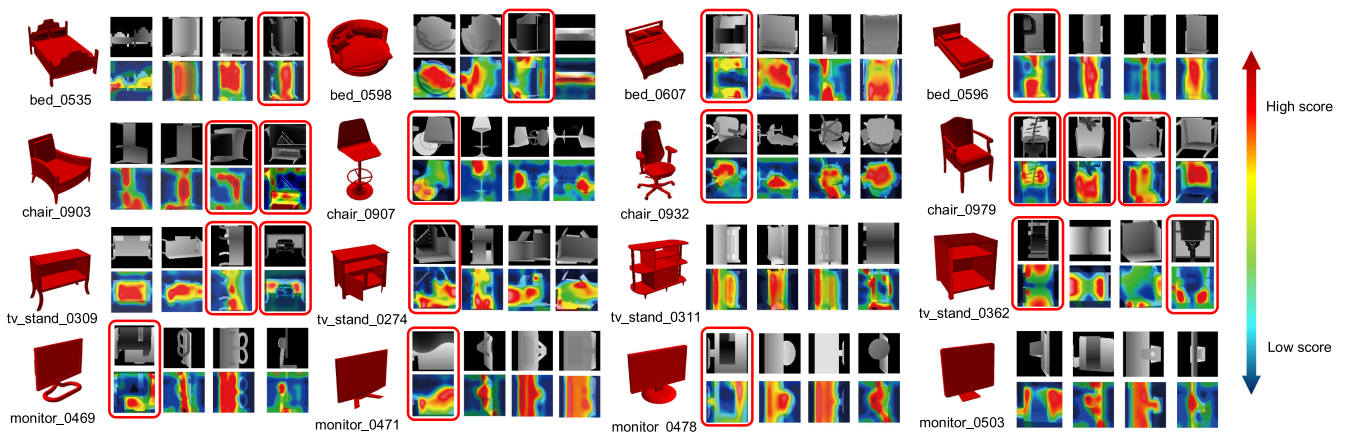 bed_0535
bed_0598
bed_0607
bed_0596
High score
chair_0903
chair_0907
chair_0932
chair_0979
tv_stand_0309
tv_stand_0274
tv_stand_0311
tv_stand_0362
Low score
monitor_0469
monitor_0471
monitor_0478
monitor_0503